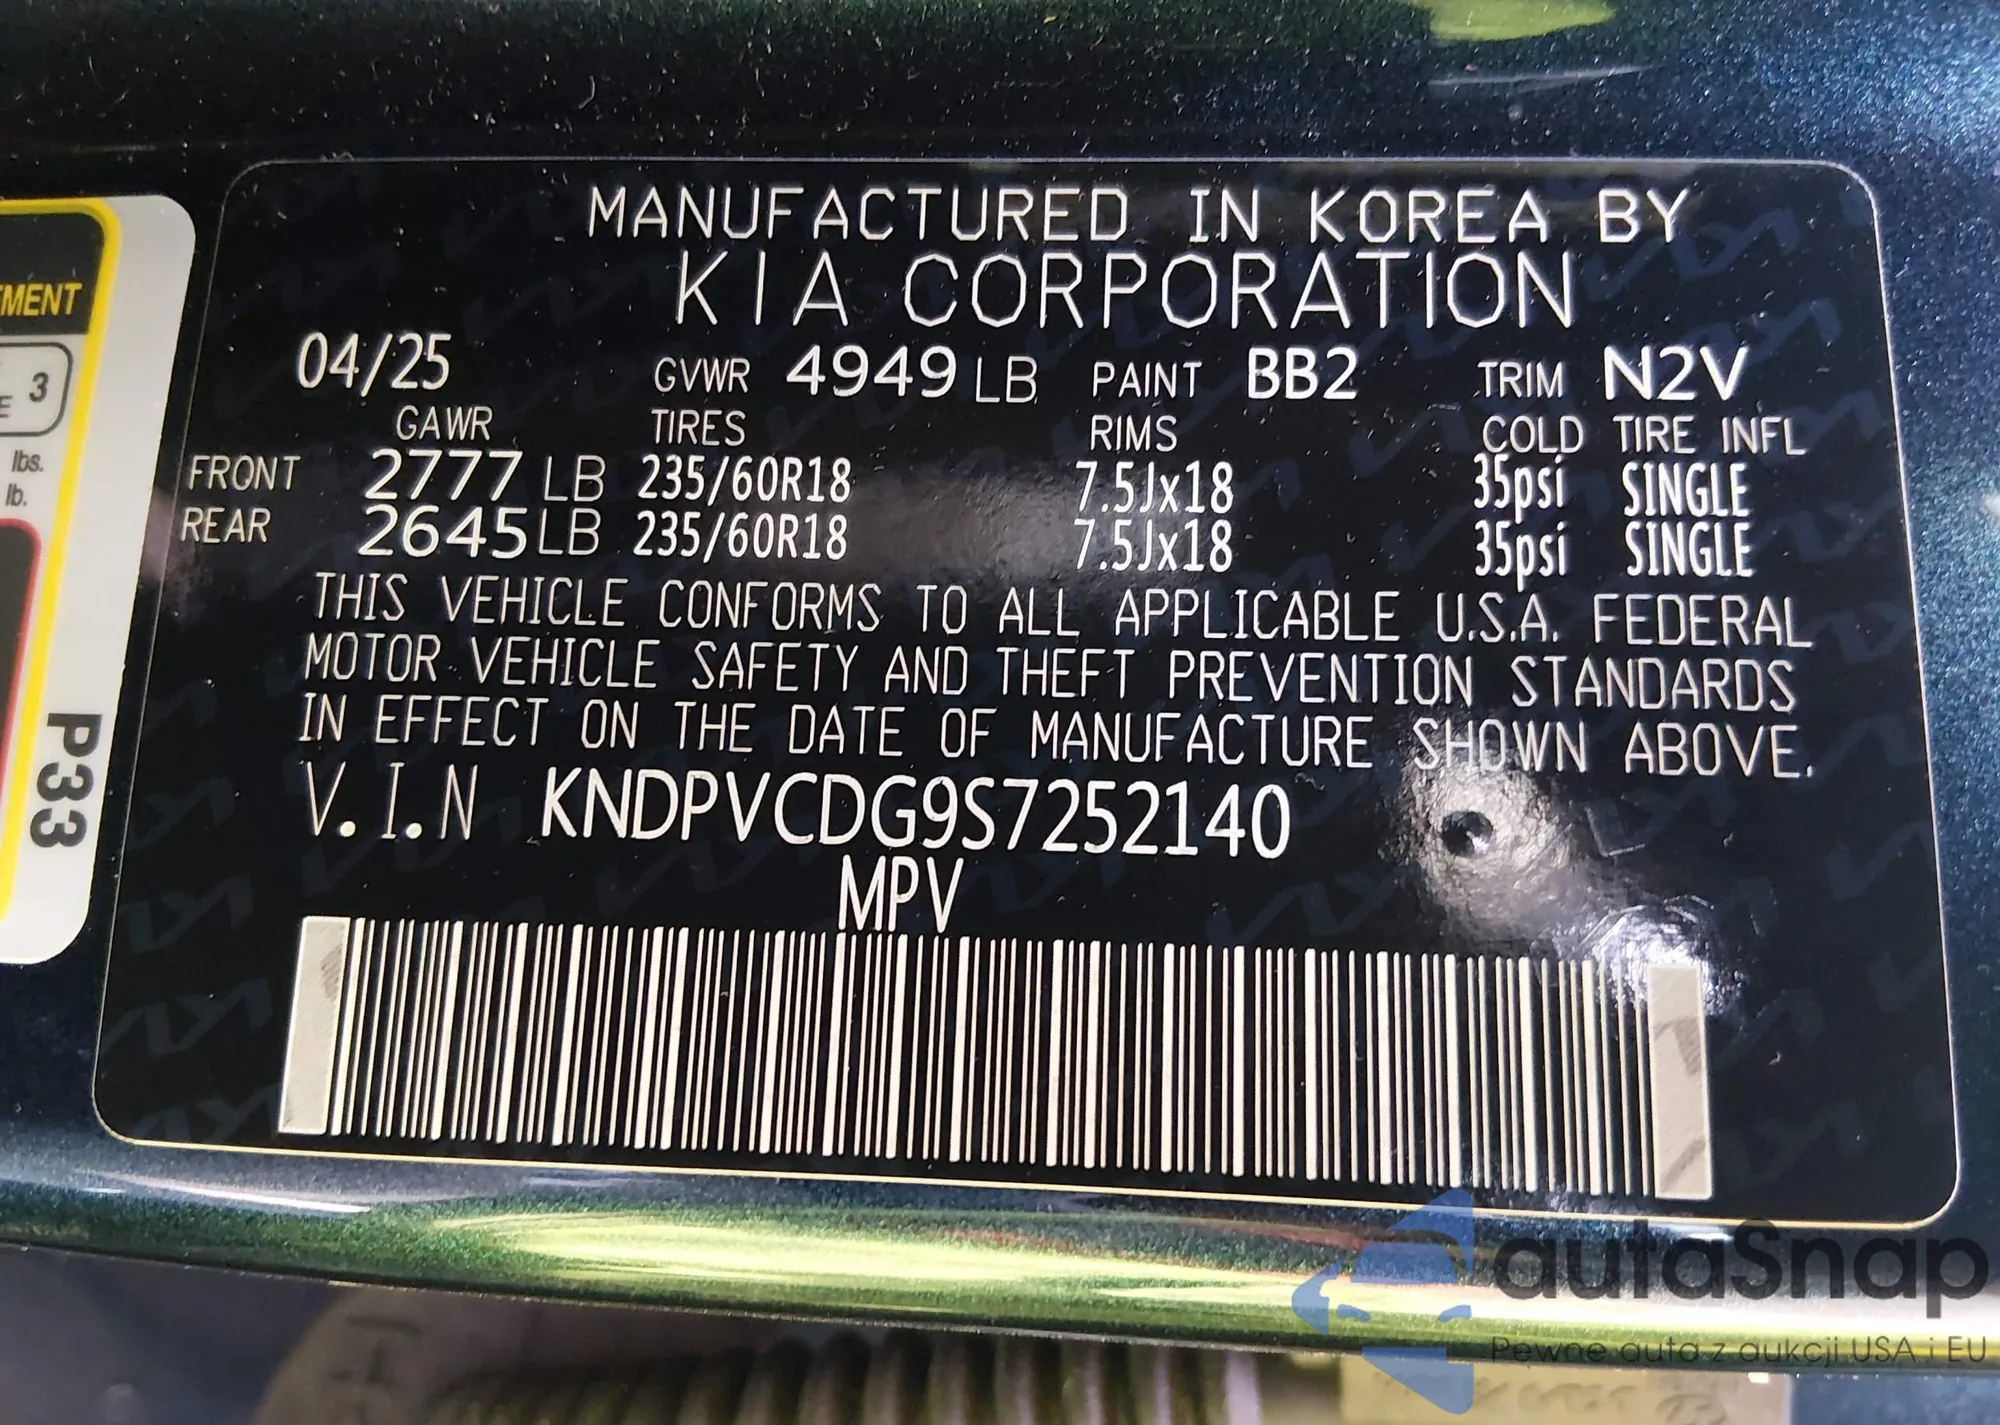 MANUFACTURED IN KOREA BY
KIA CORPORATION
04/25 GVWR 4949 LB PAINT BB2 TRIM N2V
GAWR TIRES RIMS COLD TIRE INFL
FRONT 2777 LB 235/60R18 7.5Jx18 35psi SINGLE
REAR 2645 LB 235/60R18 7.5Jx18 35psi SINGLE
THIS VEHICLE CONFORMS TO ALL APPLICABLE U.S.A. FEDERAL
MOTOR VEHICLE SAFETY AND THEFT PREVENTION STANDARDS
IN EFFECT ON THE DATE OF MANUFACTURE SHOWN ABOVE.
V.I.N KNDPVCDG9S7252140
MPV
3
lbs.
lb.
P33
autaSnap
Pewne auta z aukcji USA i EU